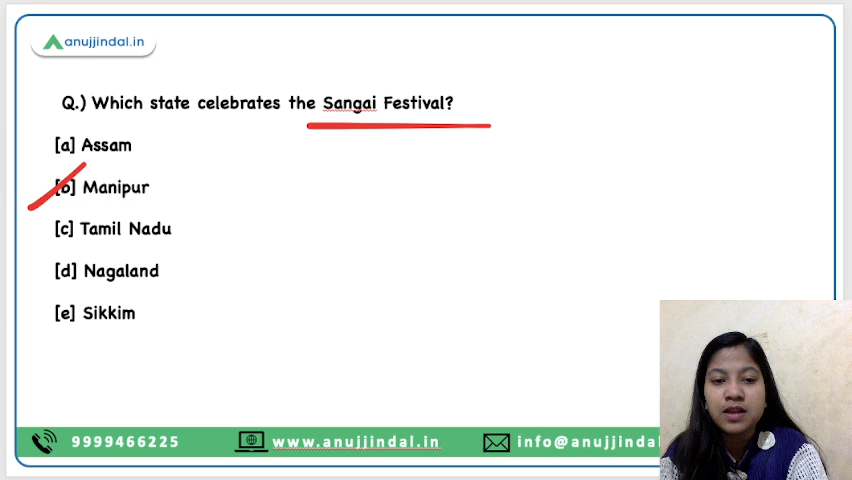 anujjindal.in
Q.) Which state celebrates the Sangai Festival?
[a] Assam
[b] Manipur
[c] Tamil Nadu
[d] Nagaland
[e] Sikkim
9999466225 www.anujjindal.in info@anujjindal